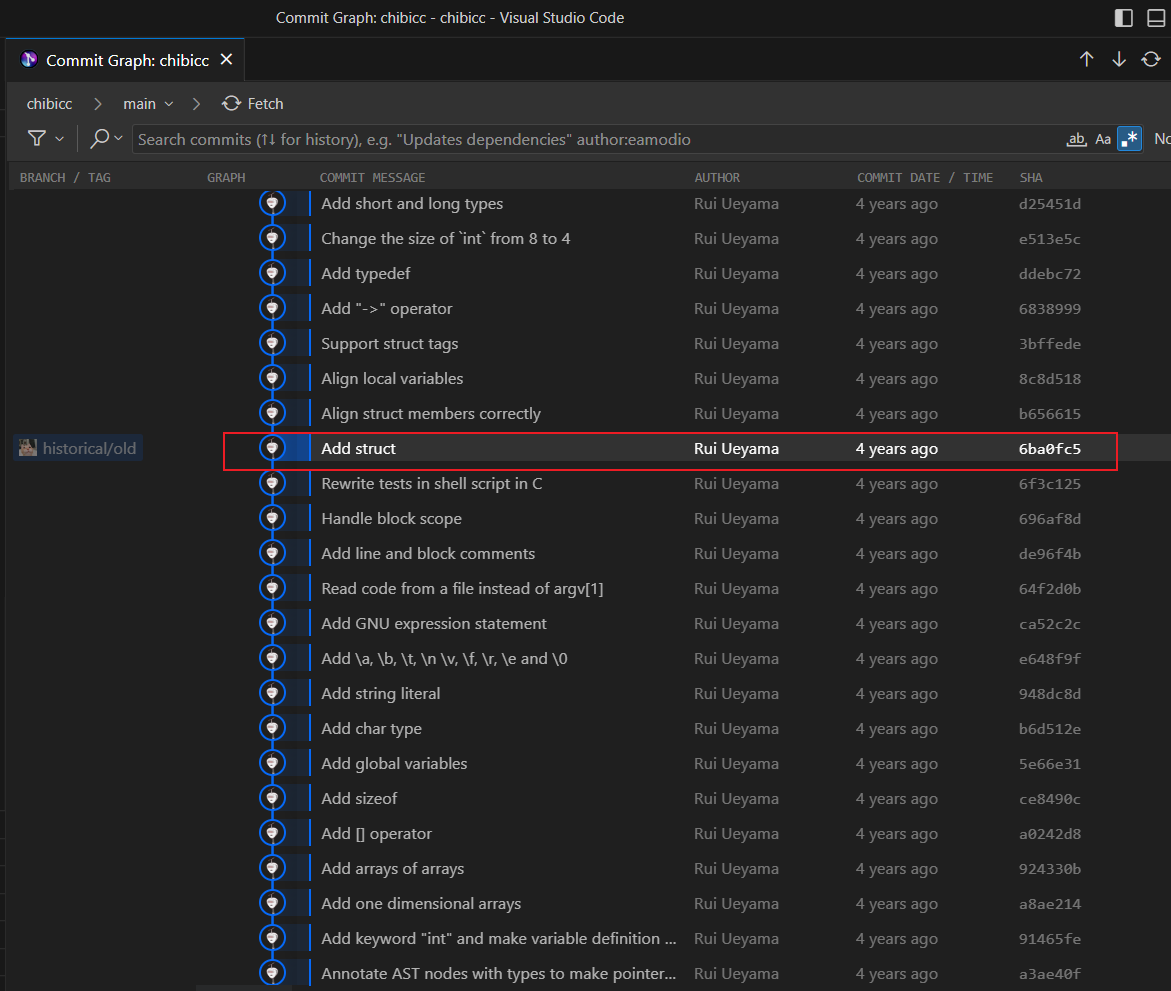 Commit Graph: chibicc - chibicc - Visual Studio Code
Commit Graph: chibicc
chibicc > main > Fetch
Search commits (↑↓ for history), e.g. "Updates dependencies" author:eamodio ab Aa .* No
BRANCH / TAG GRAPH COMMIT MESSAGE AUTHOR COMMIT DATE / TIME SHA
Add short and long types Rui Ueyama 4 years ago d25451d
Change the size of `int` from 8 to 4 Rui Ueyama 4 years ago e513e5c
Add typedef Rui Ueyama 4 years ago ddebc72
Add "->" operator Rui Ueyama 4 years ago 6838999
Support struct tags Rui Ueyama 4 years ago 3bffede
Align local variables Rui Ueyama 4 years ago 8c8d518
Align struct members correctly Rui Ueyama 4 years ago b656615
historical/old Add struct Rui Ueyama 4 years ago 6ba0fc5
Rewrite tests in shell script in C Rui Ueyama 4 years ago 6f3c125
Handle block scope Rui Ueyama 4 years ago 696af8d
Add line and block comments Rui Ueyama 4 years ago de96f4b
Read code from a file instead of argv[1] Rui Ueyama 4 years ago 64f2d0b
Add GNU expression statement Rui Ueyama 4 years ago ca52c2c
Add \a, \b, \t, \n \v, \f, \r, \e and \0 Rui Ueyama 4 years ago e648f9f
Add string literal Rui Ueyama 4 years ago 948dc8d
Add char type Rui Ueyama 4 years ago b6d512e
Add global variables Rui Ueyama 4 years ago 5e66e31
Add sizeof Rui Ueyama 4 years ago ce8490c
Add [] operator Rui Ueyama 4 years ago a0242d8
Add arrays of arrays Rui Ueyama 4 years ago 924330b
Add one dimensional arrays Rui Ueyama 4 years ago a8ae214
Add keyword "int" and make variable definition ... Rui Ueyama 4 years ago 91465fe
Annotate AST nodes with types to make pointer... Rui Ueyama 4 years ago a3ae40f